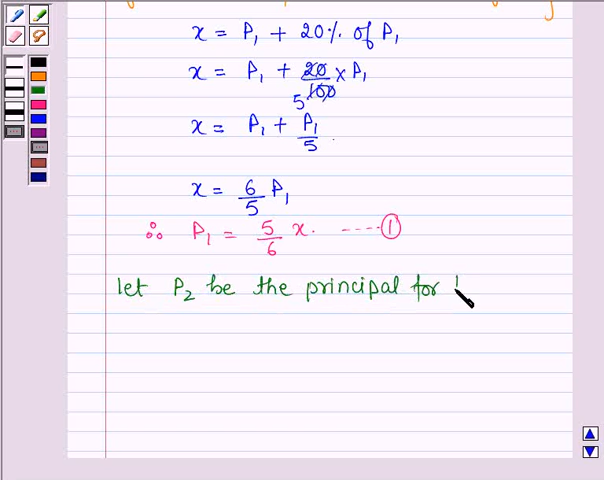 x = P₁ + 20% of P₁
x = P₁ + 20/100 × P₁
5
x = P₁ + P₁/5
x = 6/5 P₁
∴ P₁ = 5/6 x. ----- ①
let P₂ be the principal for